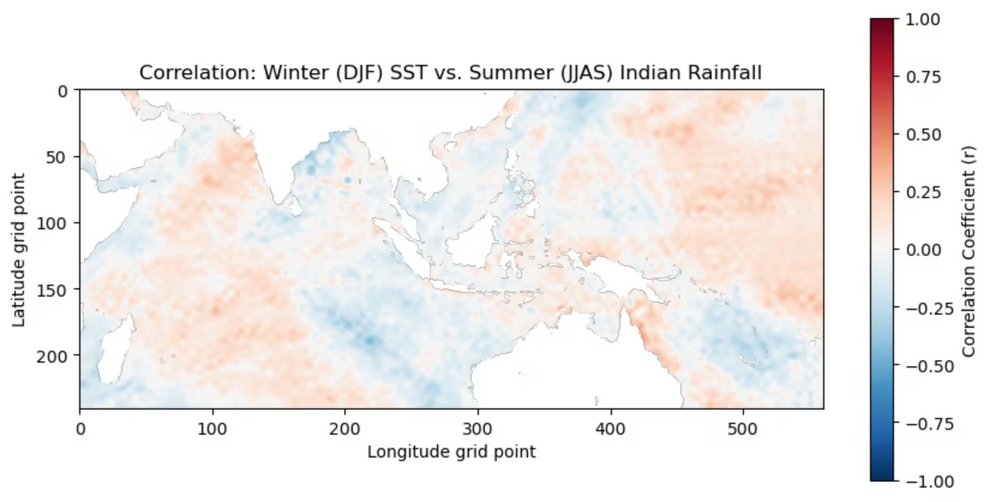 Correlation: Winter (DJF) SST vs. Summer (JJAS) Indian Rainfall
0
50
100
150
200
Latitude grid point
0 100 200 300 400 500
Longitude grid point
1.00
0.75
0.50
0.25
0.00
−0.25
−0.50
−0.75
−1.00
Correlation Coefficient (r)